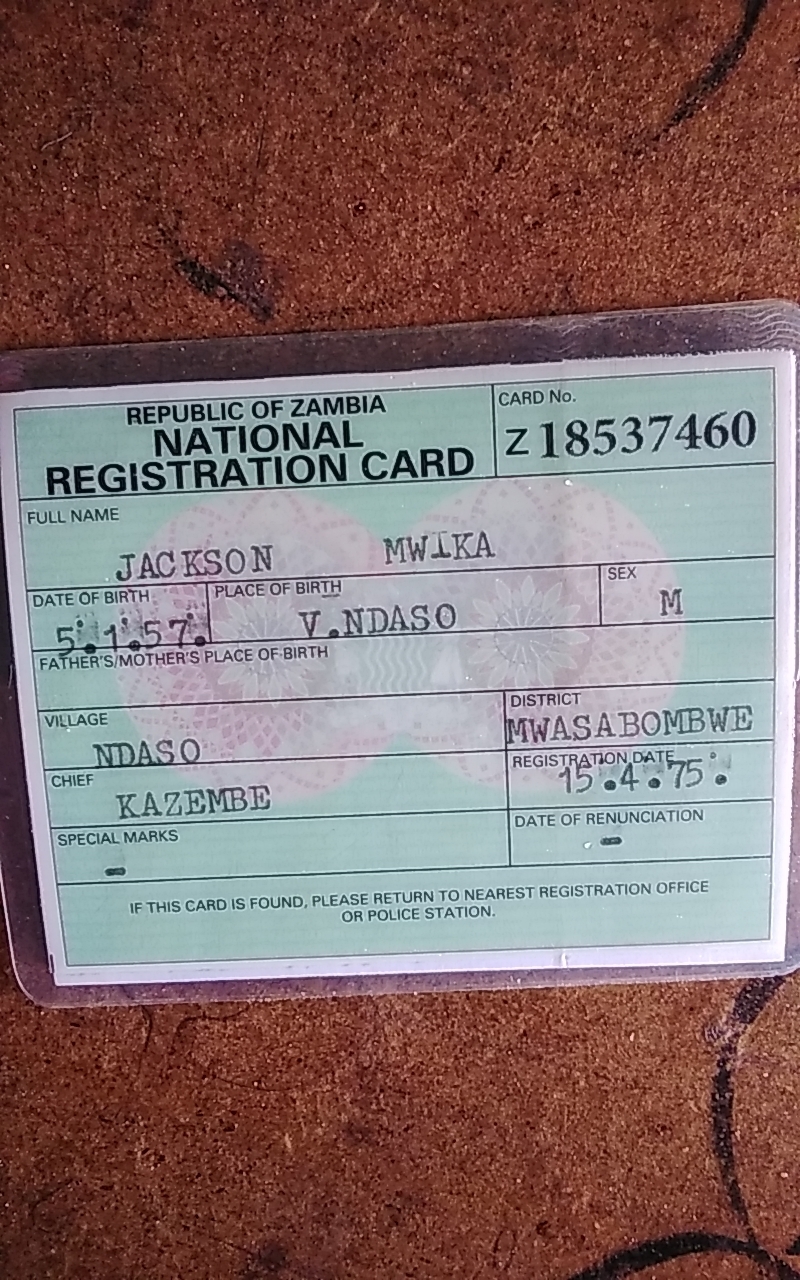 REPUBLIC OF ZAMBIA
NATIONAL
REGISTRATION CARD
CARD No.
Z 18537460
FULL NAME
JACKSON MWIKA
DATE OF BIRTH
5.1.57.
PLACE OF BIRTH
V.NDASO
SEX
M
FATHER'S/MOTHER'S PLACE OF BIRTH
VILLAGE
NDASO
DISTRICT
MWASABOMBWE
CHIEF
KAZEMBE
REGISTRATION DATE
15.4.75.
SPECIAL MARKS
-
DATE OF RENUNCIATION
-
IF THIS CARD IS FOUND, PLEASE RETURN TO NEAREST REGISTRATION OFFICE
OR POLICE STATION.